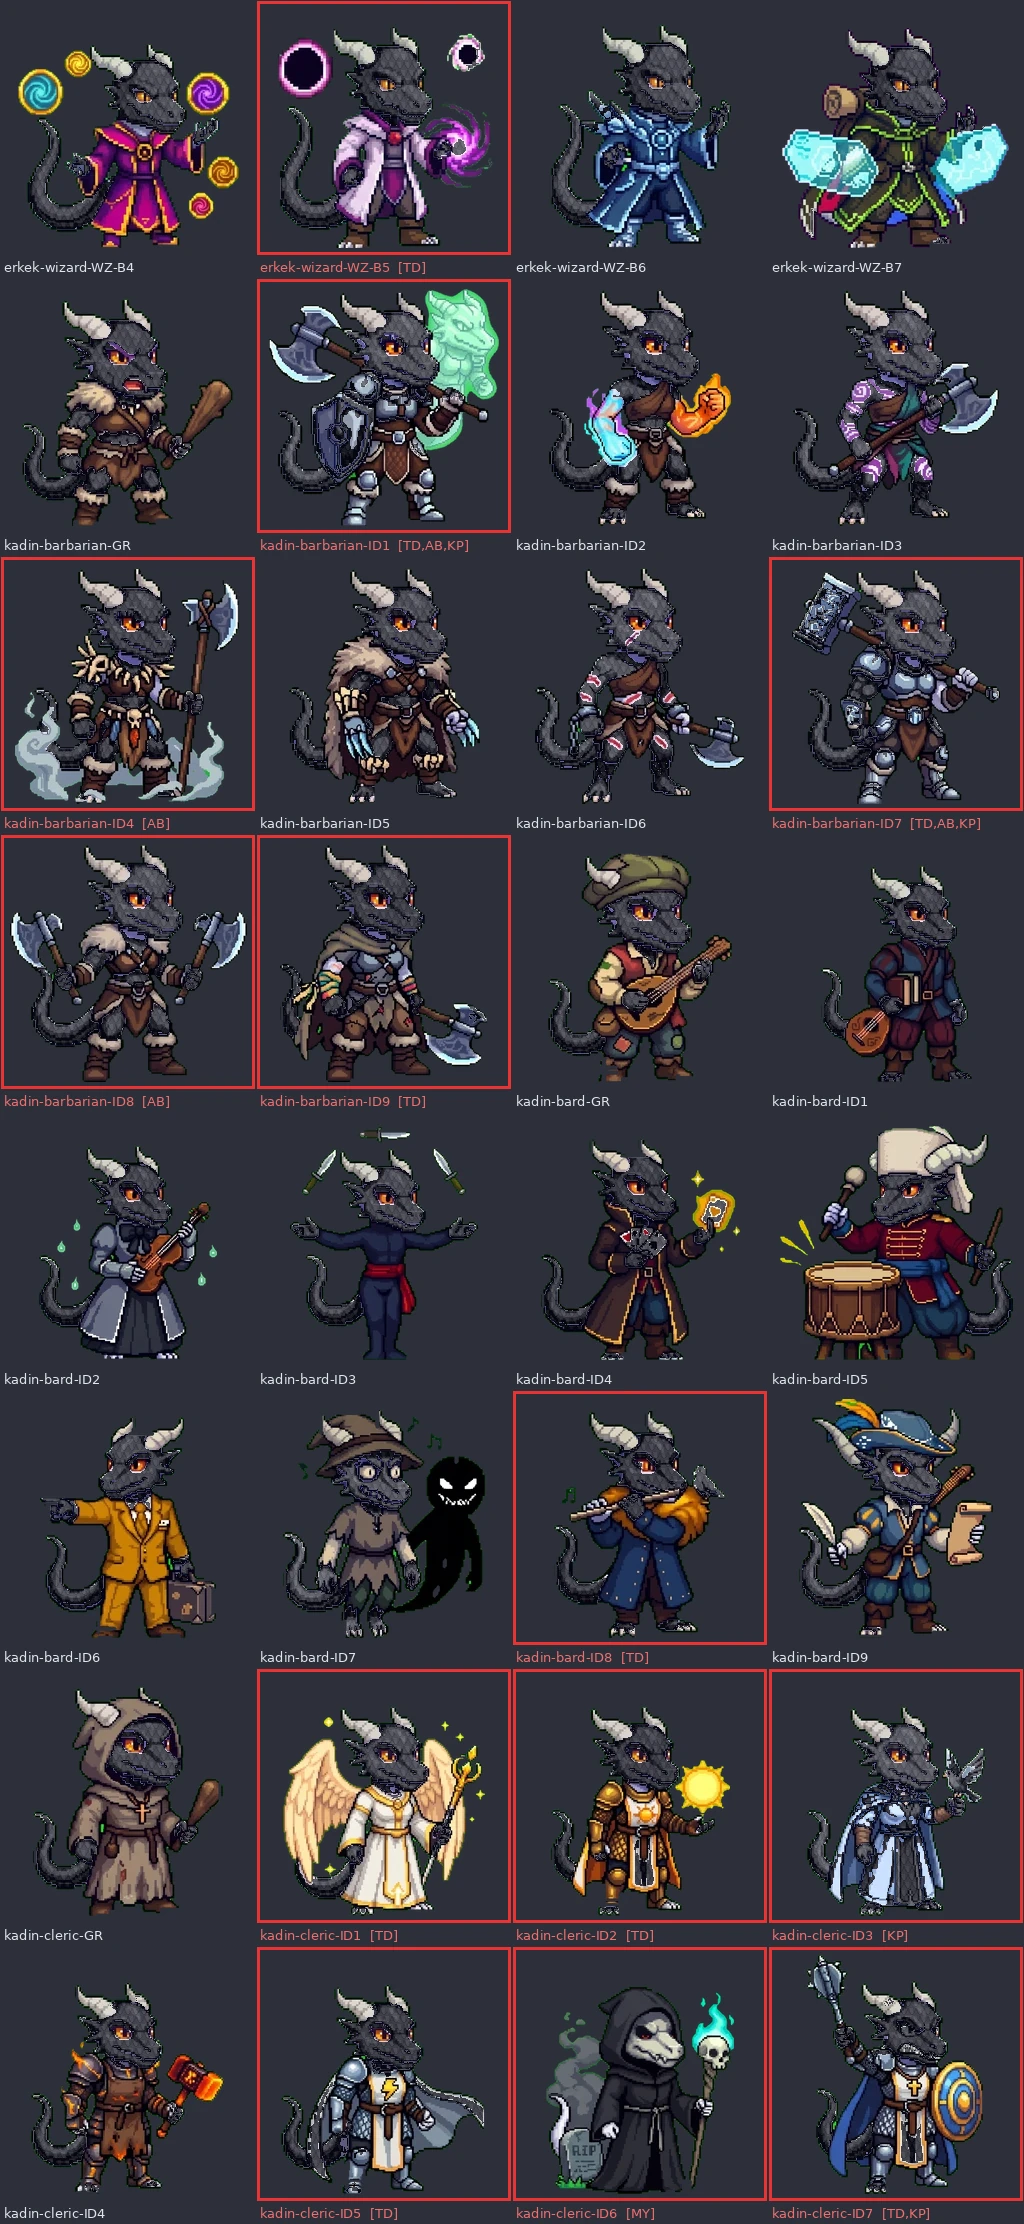 erkek-wizard-WZ-B4
erkek-wizard-WZ-B5 [TD]
erkek-wizard-WZ-B6
erkek-wizard-WZ-B7
kadin-barbarian-GR
kadin-barbarian-ID1 [TD,AB,KP]
kadin-barbarian-ID2
kadin-barbarian-ID3
kadin-barbarian-ID4 [AB]
kadin-barbarian-ID5
kadin-barbarian-ID6
kadin-barbarian-ID7 [TD,AB,KP]
kadin-barbarian-ID8 [AB]
kadin-barbarian-ID9 [TD]
kadin-bard-GR
kadin-bard-ID1
kadin-bard-ID2
kadin-bard-ID3
kadin-bard-ID4
kadin-bard-ID5
kadin-bard-ID6
kadin-bard-ID7
kadin-bard-ID8 [TD]
kadin-bard-ID9
kadin-cleric-GR
kadin-cleric-ID1 [TD]
kadin-cleric-ID2 [TD]
kadin-cleric-ID3 [KP]
RIP
kadin-cleric-ID4
kadin-cleric-ID5 [TD]
kadin-cleric-ID6 [MY]
kadin-cleric-ID7 [TD,KP]